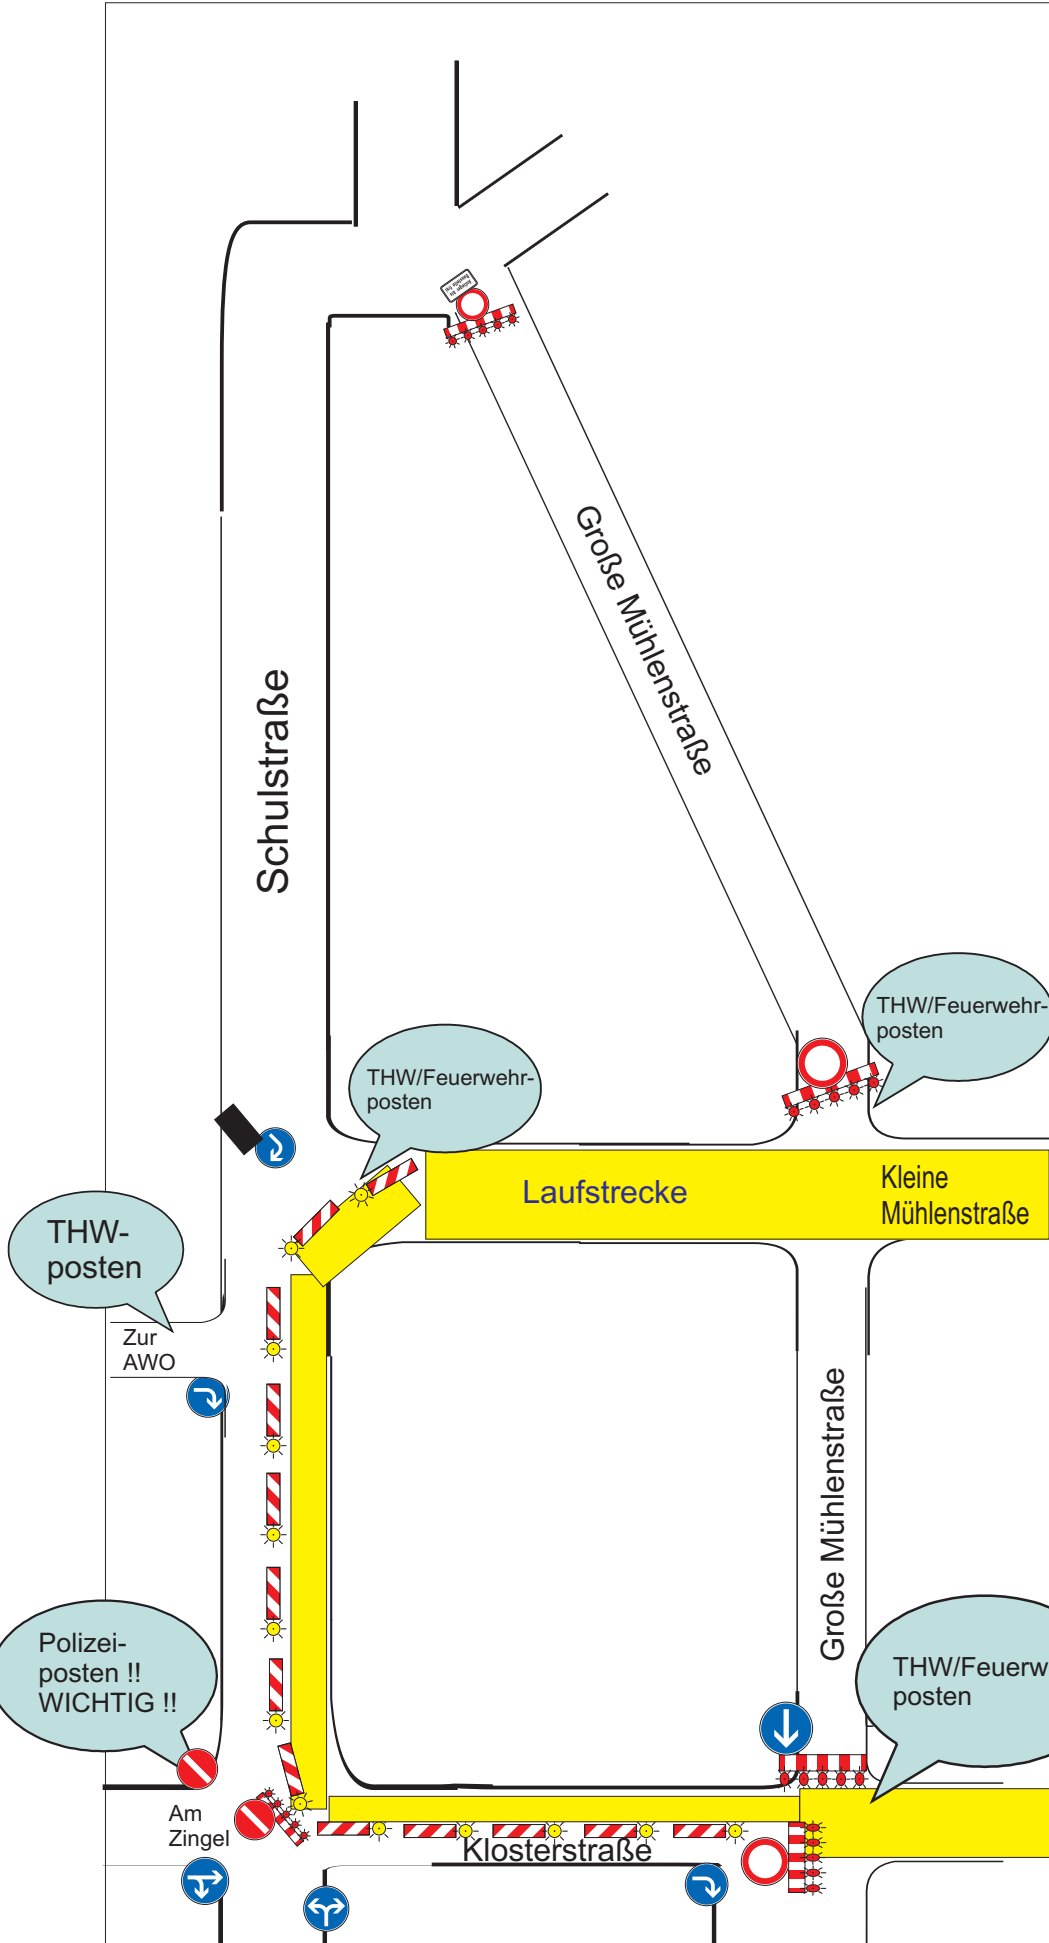 Große Mühlenstraße
Schulstraße
THW/Feuerwehr-
posten
THW/Feuerwehr-
posten
Laufstrecke
Kleine
Mühlenstraße
THW-
posten
Zur
AWO
Große Mühlenstraße
Polizei-
posten !!
WICHTIG !!
THW/Feuerw
posten
Am
Zingel
Klosterstraße